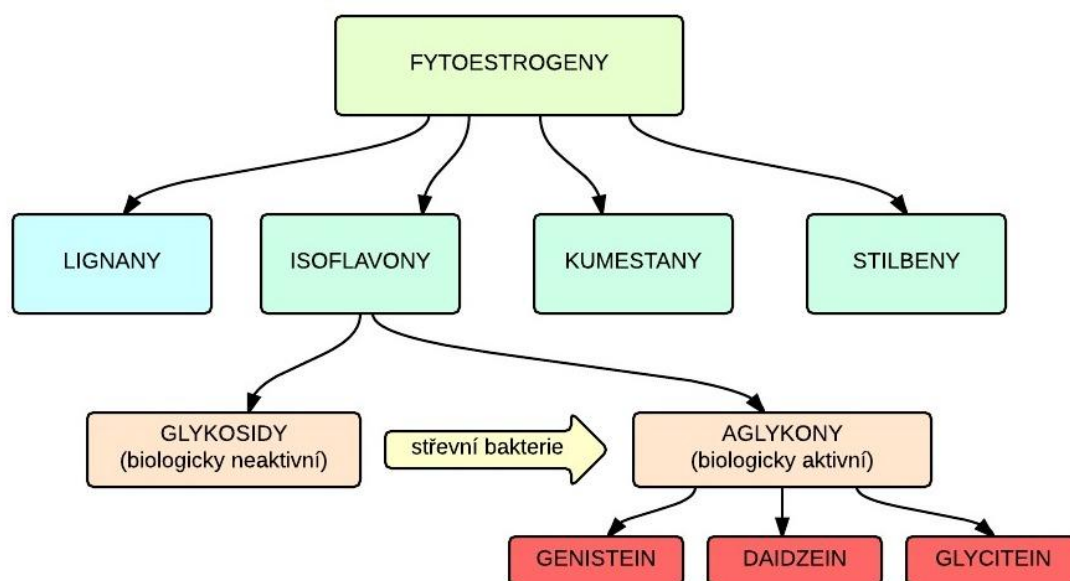 FYTOESTROGENY
LIGNANY
ISOFLAVONY
KUMESTANY
STILBENY
GLYKOSIDY
(biologicky neaktivní)
střevní bakterie
AGLYKONY
(biologicky aktivní)
GENISTEIN
DAIDZEIN
GLYCITEIN